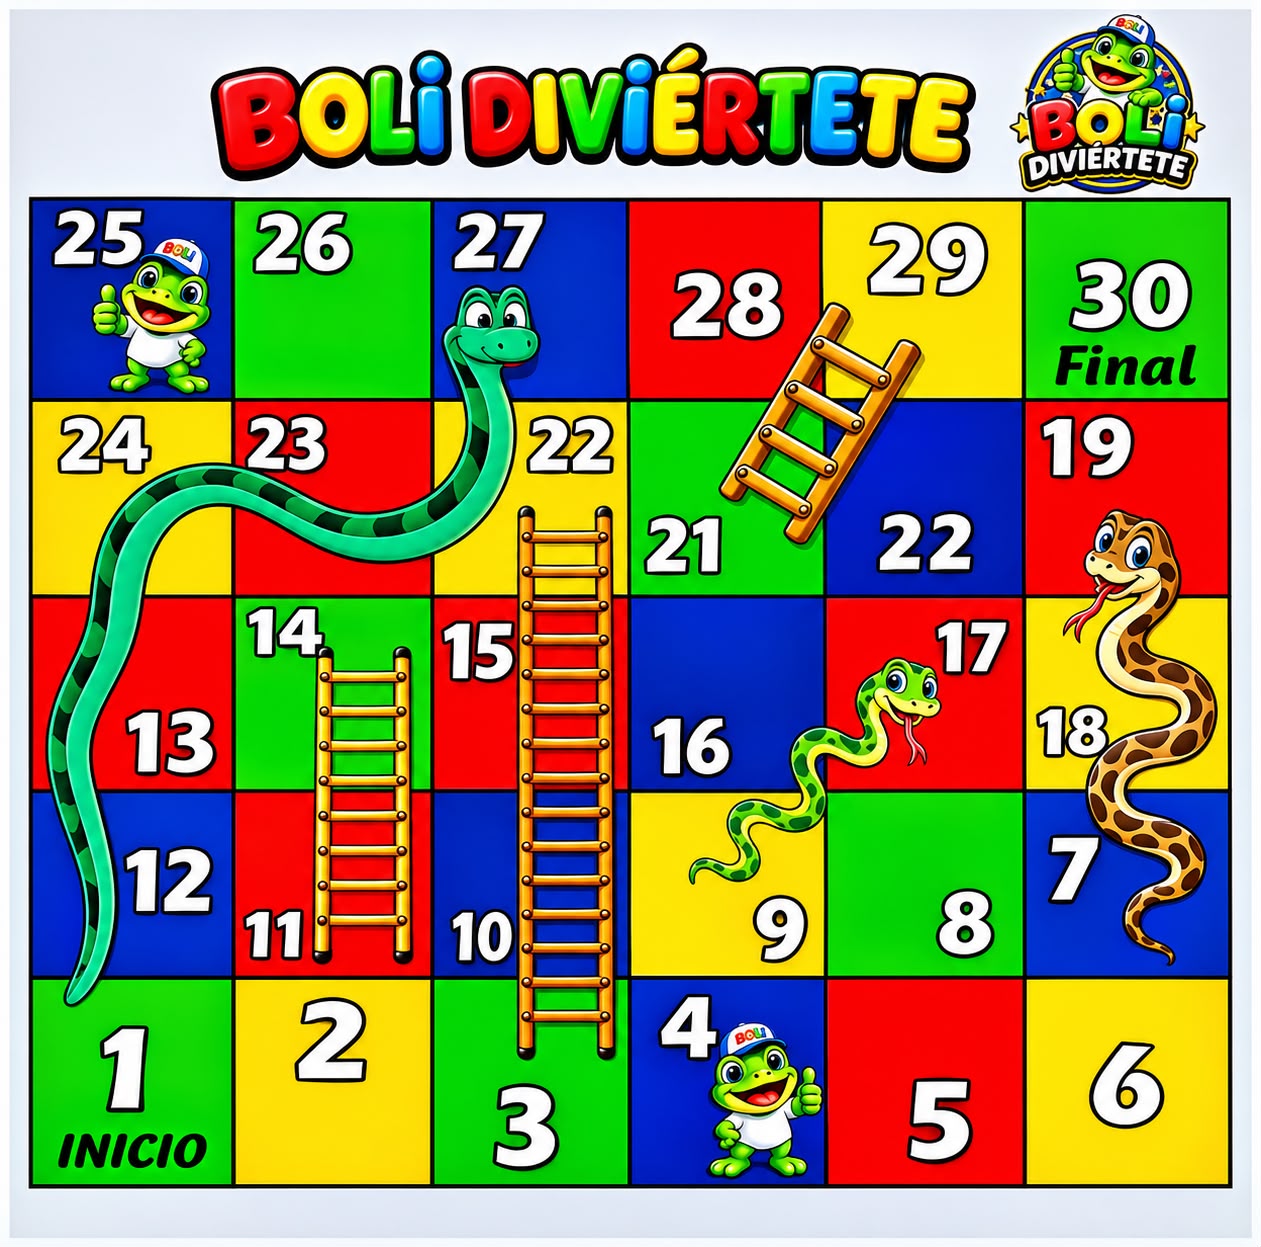 BOLi DIViÉRTETE
BOLI
BOLi
DIVIÉRTETE
25 26 27 28 29 30
BOLI
Final
24 23 22 21 22 19
13 14 15 16 17 18
12 11 10 9 8 7
1 2 3 4 5 6
BOLI
INICIO